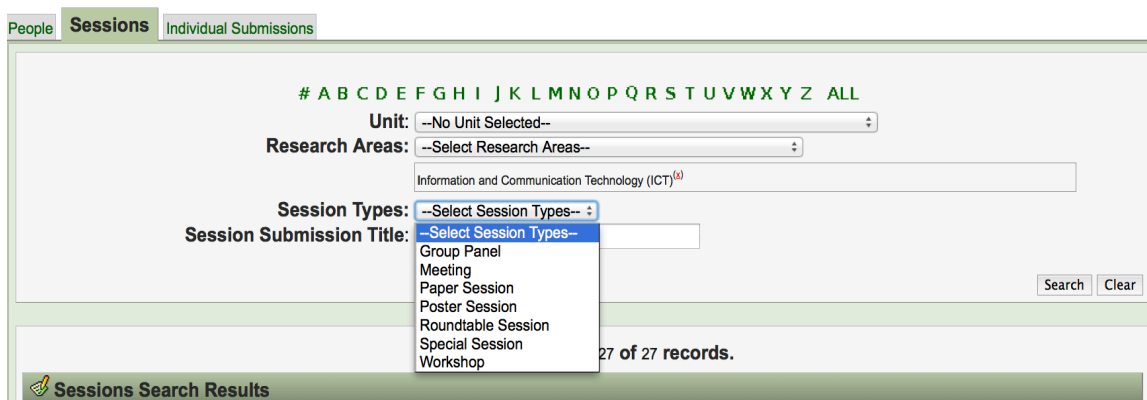 People Sessions Individual Submissions
# A B C D E F G H I J K L M N O P Q R S T U V W X Y Z ALL
Unit: --No Unit Selected--
Research Areas: --Select Research Areas--
Information and Communication Technology (ICT)(x)
Session Types: --Select Session Types--
Session Submission Title: --Select Session Types--
Group Panel
Meeting
Paper Session
Search Clear
Poster Session
Roundtable Session
Special Session
27 of 27 records.
Workshop
Sessions Search Results